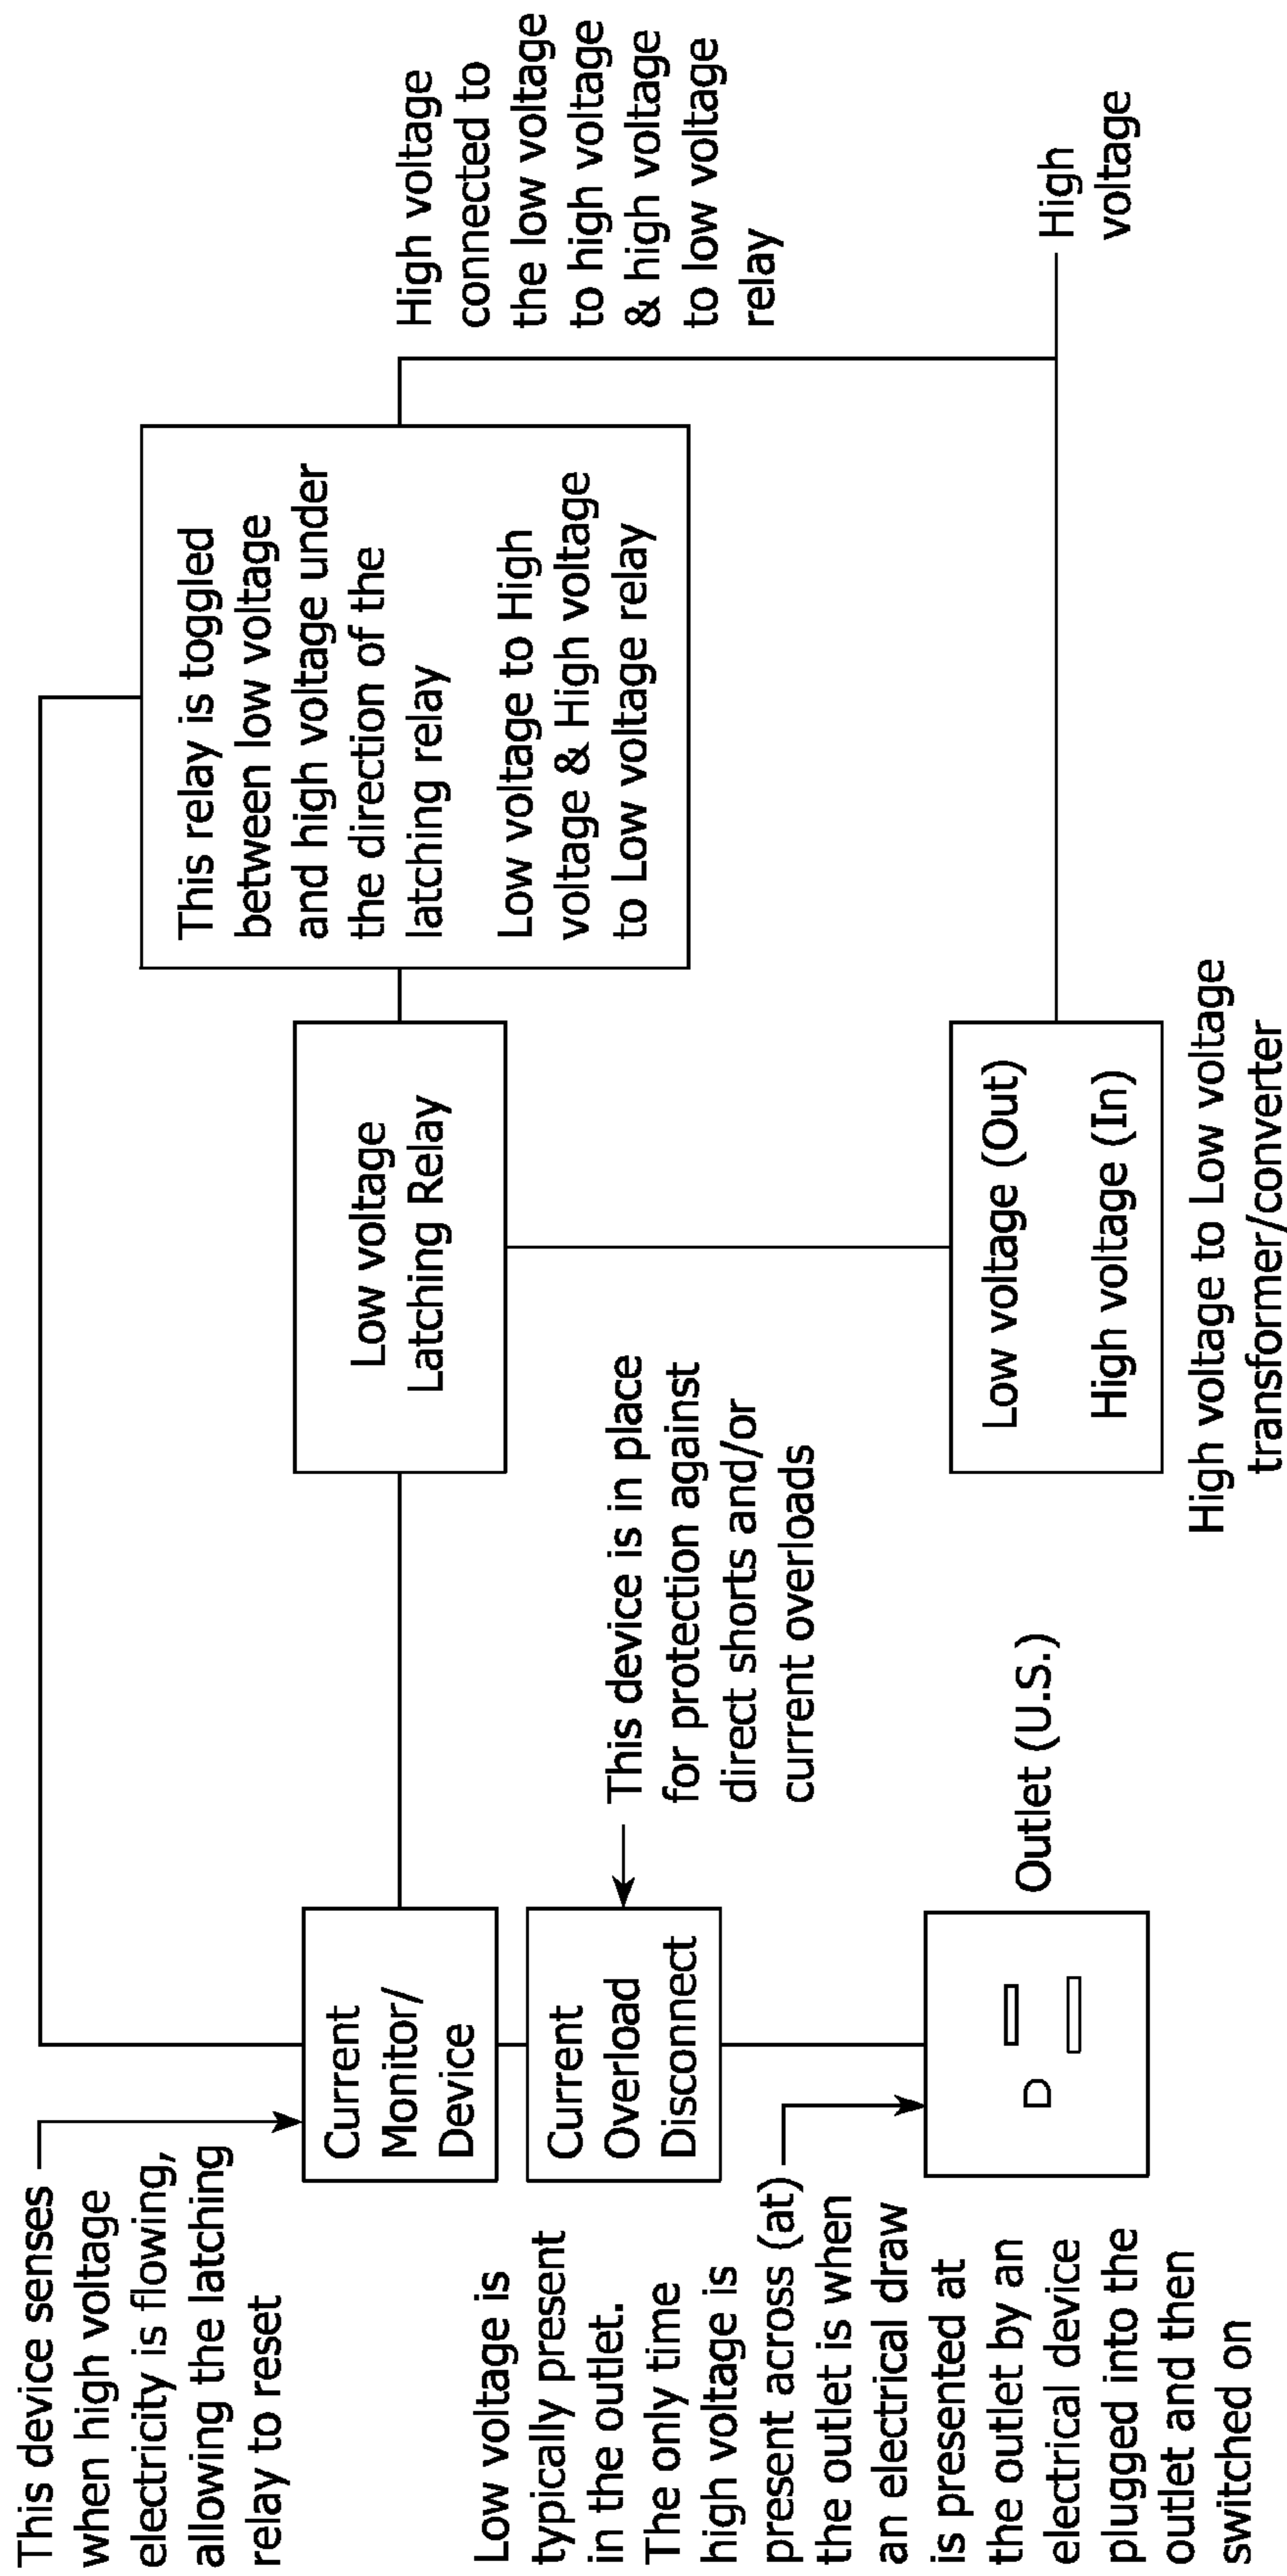 This device senses
when high voltage
electricity is flowing,
allowing the latching
relay to reset
Current
Monitor/
Device
Low voltage
Latching Relay
This relay is toggled
between low voltage
and high voltage under
the direction of the
latching relay
Low voltage to High
voltage & High voltage
to Low voltage relay
High voltage
connected to
the low voltage
to high voltage
& high voltage
to low voltage
relay
Low voltage is
typically present
in the outlet.
The only time
high voltage is
present across (at)
the outlet is when
an electrical draw
is presented at
the outlet by an
electrical device
plugged into the
outlet and then
switched on
Current
Overload
Disconnect
This device is in place
for protection against
direct shorts and/or
current overloads
Outlet (U.S.)
Low voltage (Out)
High voltage (In)
High voltage to Low voltage
transformer/converter
High
voltage